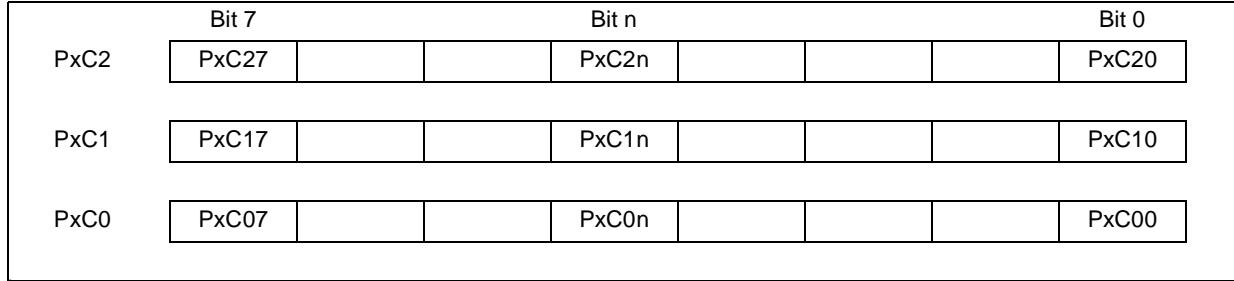 Bit 7 Bit n Bit 0
PxC2 PxC27 PxC2n PxC20
PxC1 PxC17 PxC1n PxC10
PxC0 PxC07 PxC0n PxC00